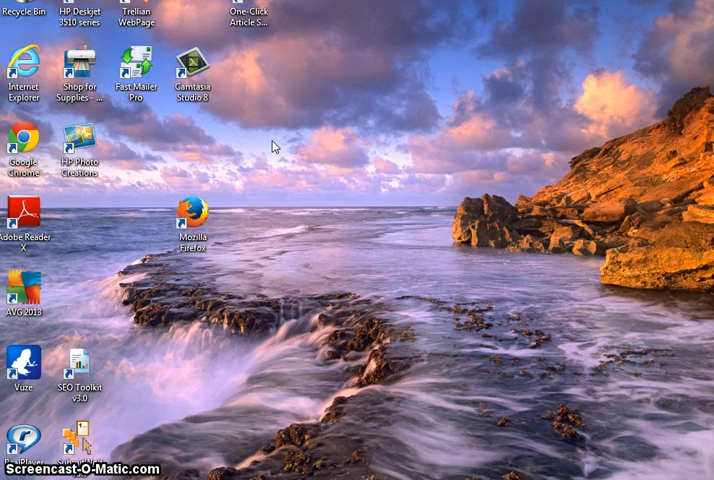 Recycle Bin
HP Deskjet
3510 series
Trellian
WebPage
One-Click
Article S...
Internet
Explorer
Shop for
Supplies - ...
Fast Mailer
Pro
Camtasia
Studio 8
Google
Chrome
HP Photo
Creations
Adobe Reader
X
Mozilla
Firefox
AVG 2013
Vuze
SEO Toolkit
v3.0
RealPlayer
Screencast-O-Matic.com